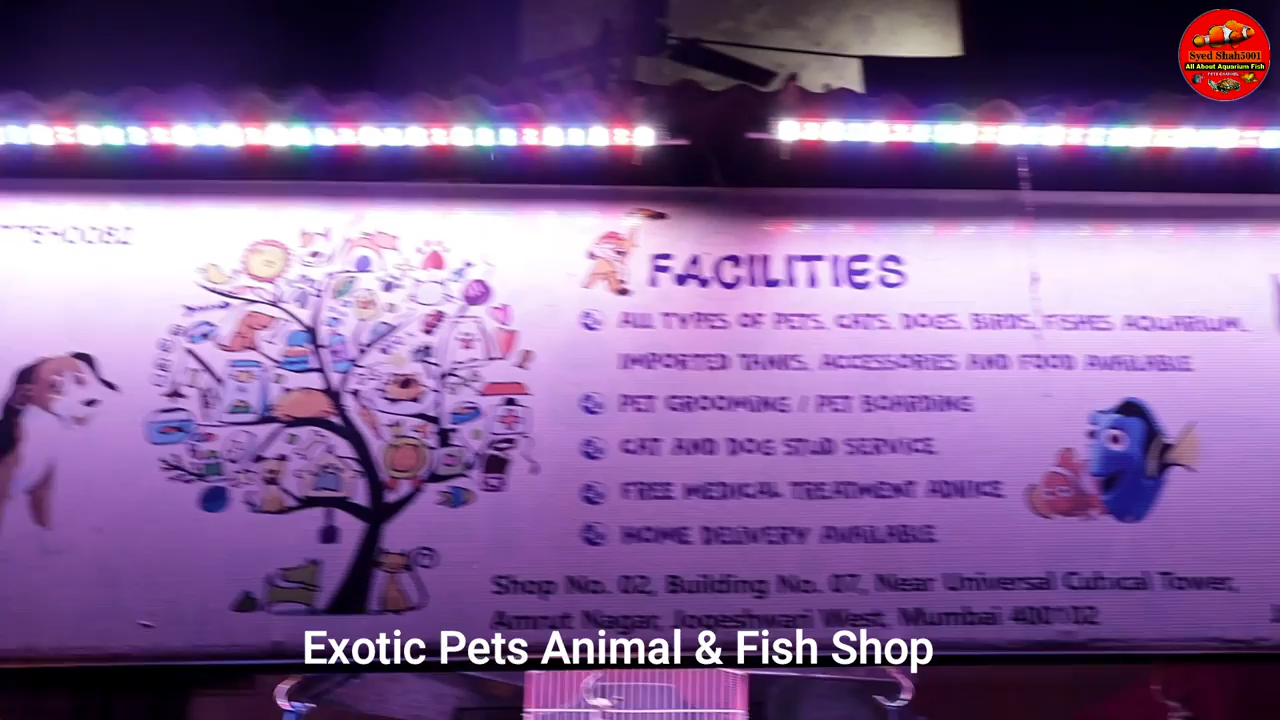 Syed Shah5001
All About Aquarium Fish
PETS CHANNEL
FACILITIES
ALL TYPES OF PETS, CATS, DOGS, BIRDS, FISHES AQUARIUM,
IMPORTED TANKS, ACCESSORIES AND FOOD AVAILABLE
PET GROOMING / PET BOARDING
CAT AND DOG STUD SERVICE
FREE MEDICAL TREATMENT ADVICE
HOME DELIVERY AVAILABLE
Shop No. 02, Building No. 07, Near Universal Cubical Tower,
Amrut Nagar, Jogeshwari West, Mumbai 400102
Exotic Pets Animal & Fish Shop